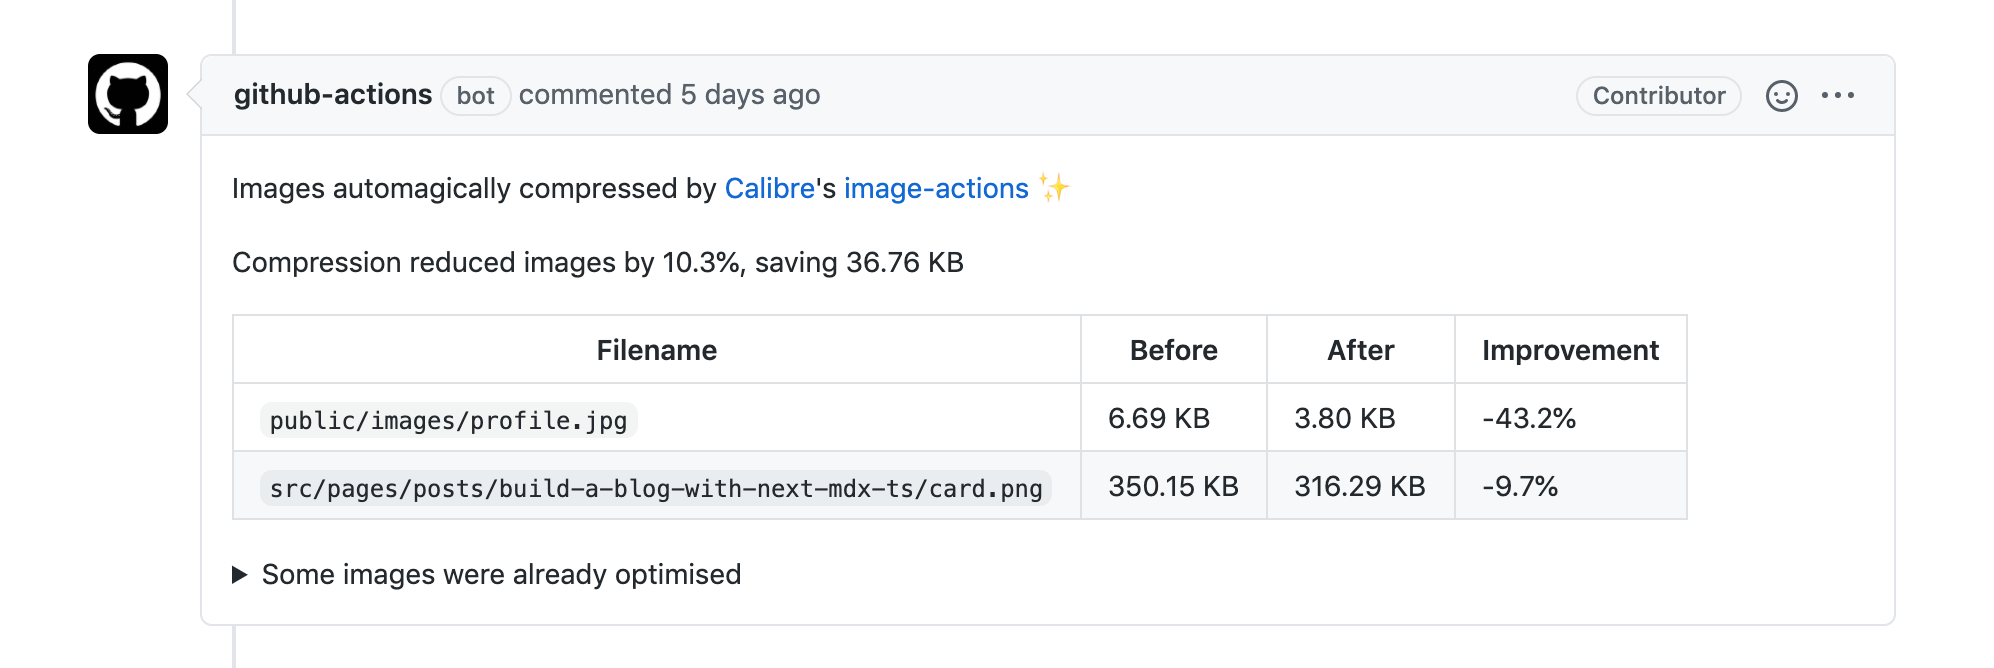 github-actions bot commented 5 days ago Contributor
Images automagically compressed by Calibre's image-actions ✨
Compression reduced images by 10.3%, saving 36.76 KB
Filename Before After Improvement
public/images/profile.jpg 6.69 KB 3.80 KB -43.2%
src/pages/posts/build-a-blog-with-next-mdx-ts/card.png 350.15 KB 316.29 KB -9.7%
Some images were already optimised